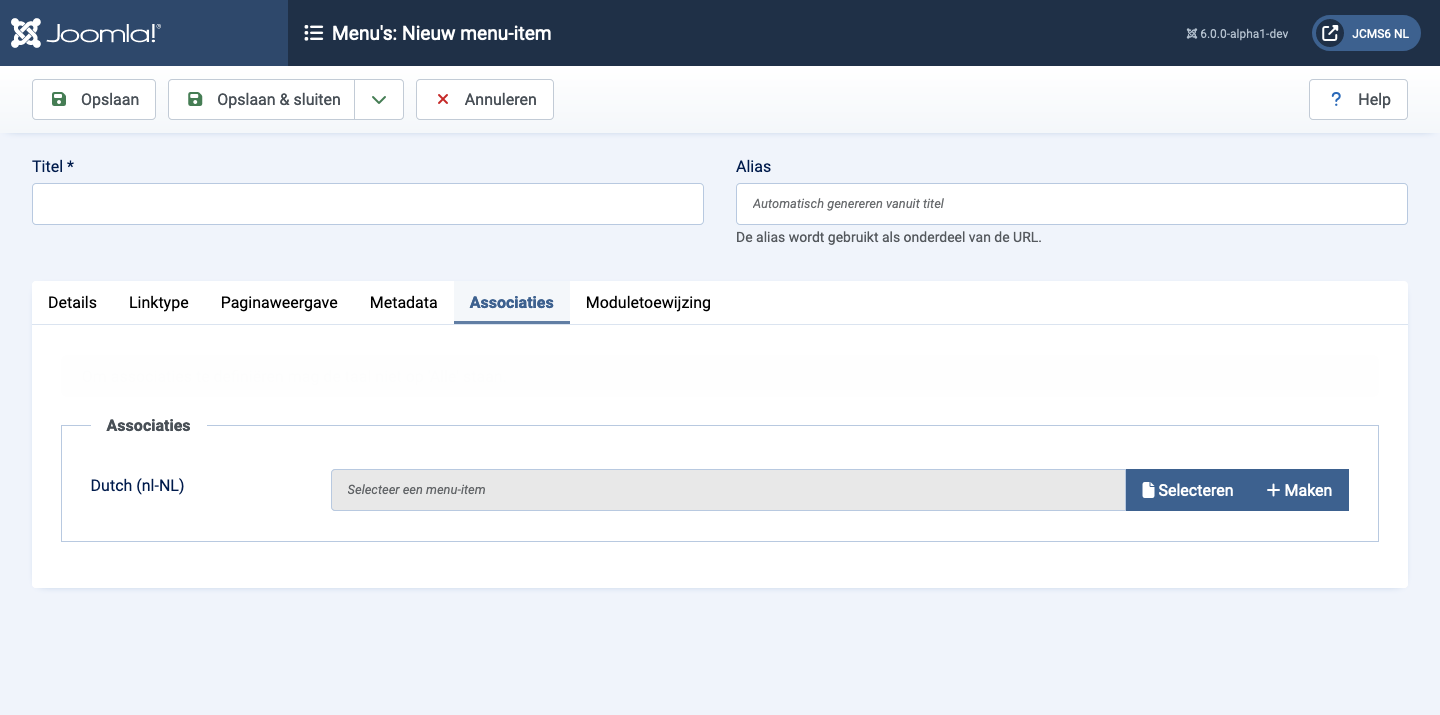 Joomla!®
Menu's: Nieuw menu-item
6.0.0-alpha1-dev
JCMS6 NL
Opslaan
Opslaan & sluiten
Annuleren
? Help
Titel *
Alias
Automatisch genereren vanuit titel
De alias wordt gebruikt als onderdeel van de URL.
Details Linktype Paginaweergave Metadata Associaties Moduletoewijzing
Associaties
Dutch (nl-NL)
Selecteer een menu-item
Selecteren
+ Maken